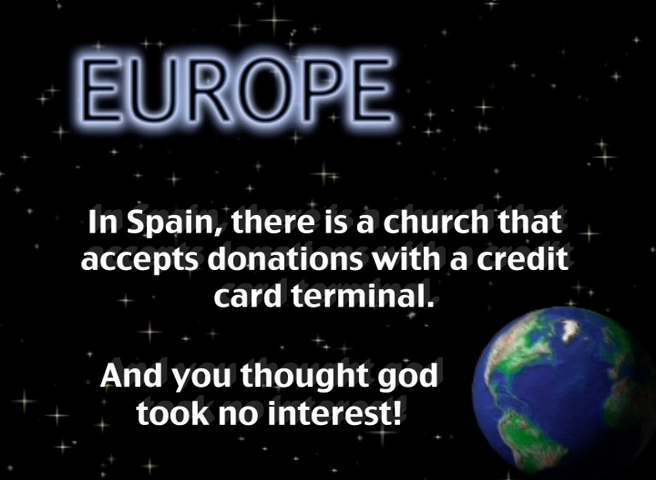 EUROPE
In Spain, there is a church that
accepts donations with a credit
card terminal.
And you thought god
took no interest!